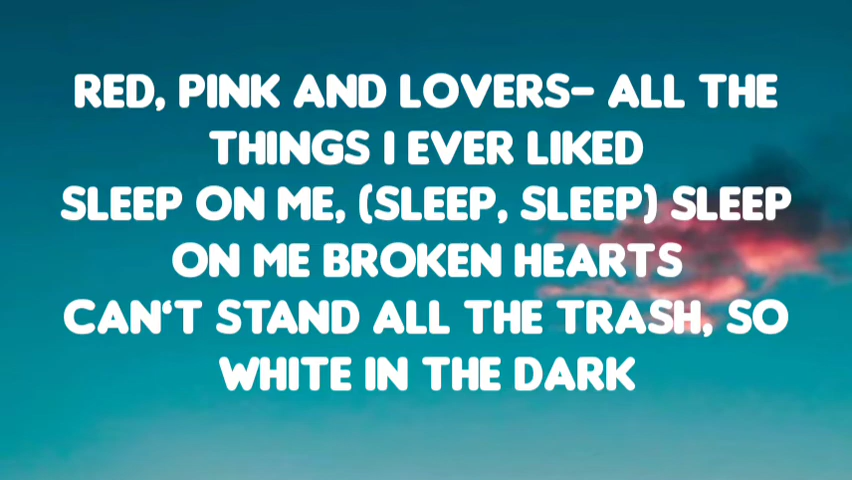 RED, PINK AND LOVERS- ALL THE
THINGS I EVER LIKED
SLEEP ON ME, (SLEEP, SLEEP) SLEEP
ON ME BROKEN HEARTS
CAN‘T STAND ALL THE TRASH, SO
WHITE IN THE DARK